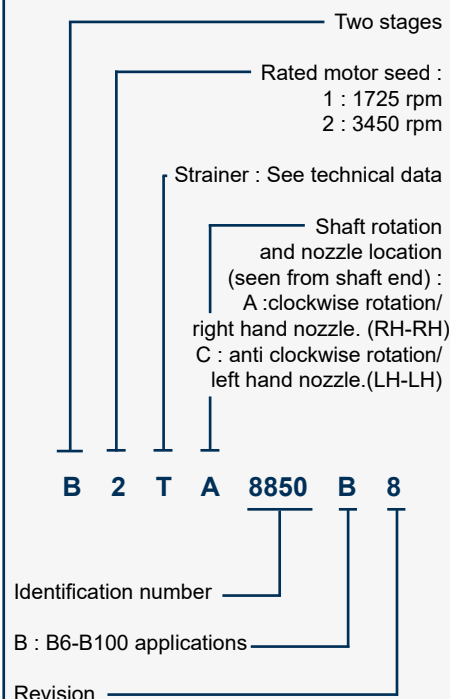 Two stages
Rated motor seed :
1 : 1725 rpm
2 : 3450 rpm
Strainer : See technical data
Shaft rotation
and nozzle location
(seen from shaft end) :
A :clockwise rotation/
right hand nozzle. (RH-RH)
C : anti clockwise rotation/
left hand nozzle.(LH-LH)
B 2 T A 8850 B 8
Identification number
B : B6-B100 applications
Revision